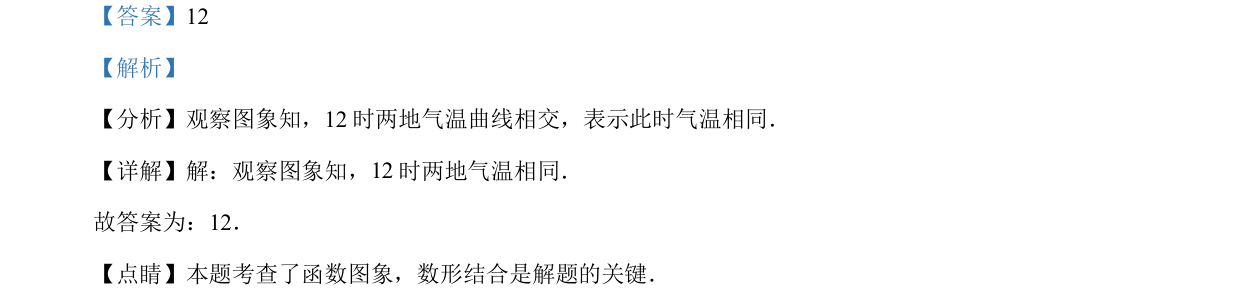 【答案】12
【解析】
【分析】观察图象知，12 时两地气温曲线相交，表示此时气温相同．
【详解】解：观察图象知，12 时两地气温相同．
故答案为：12．
【点睛】本题考查了函数图象，数形结合是解题的关键．